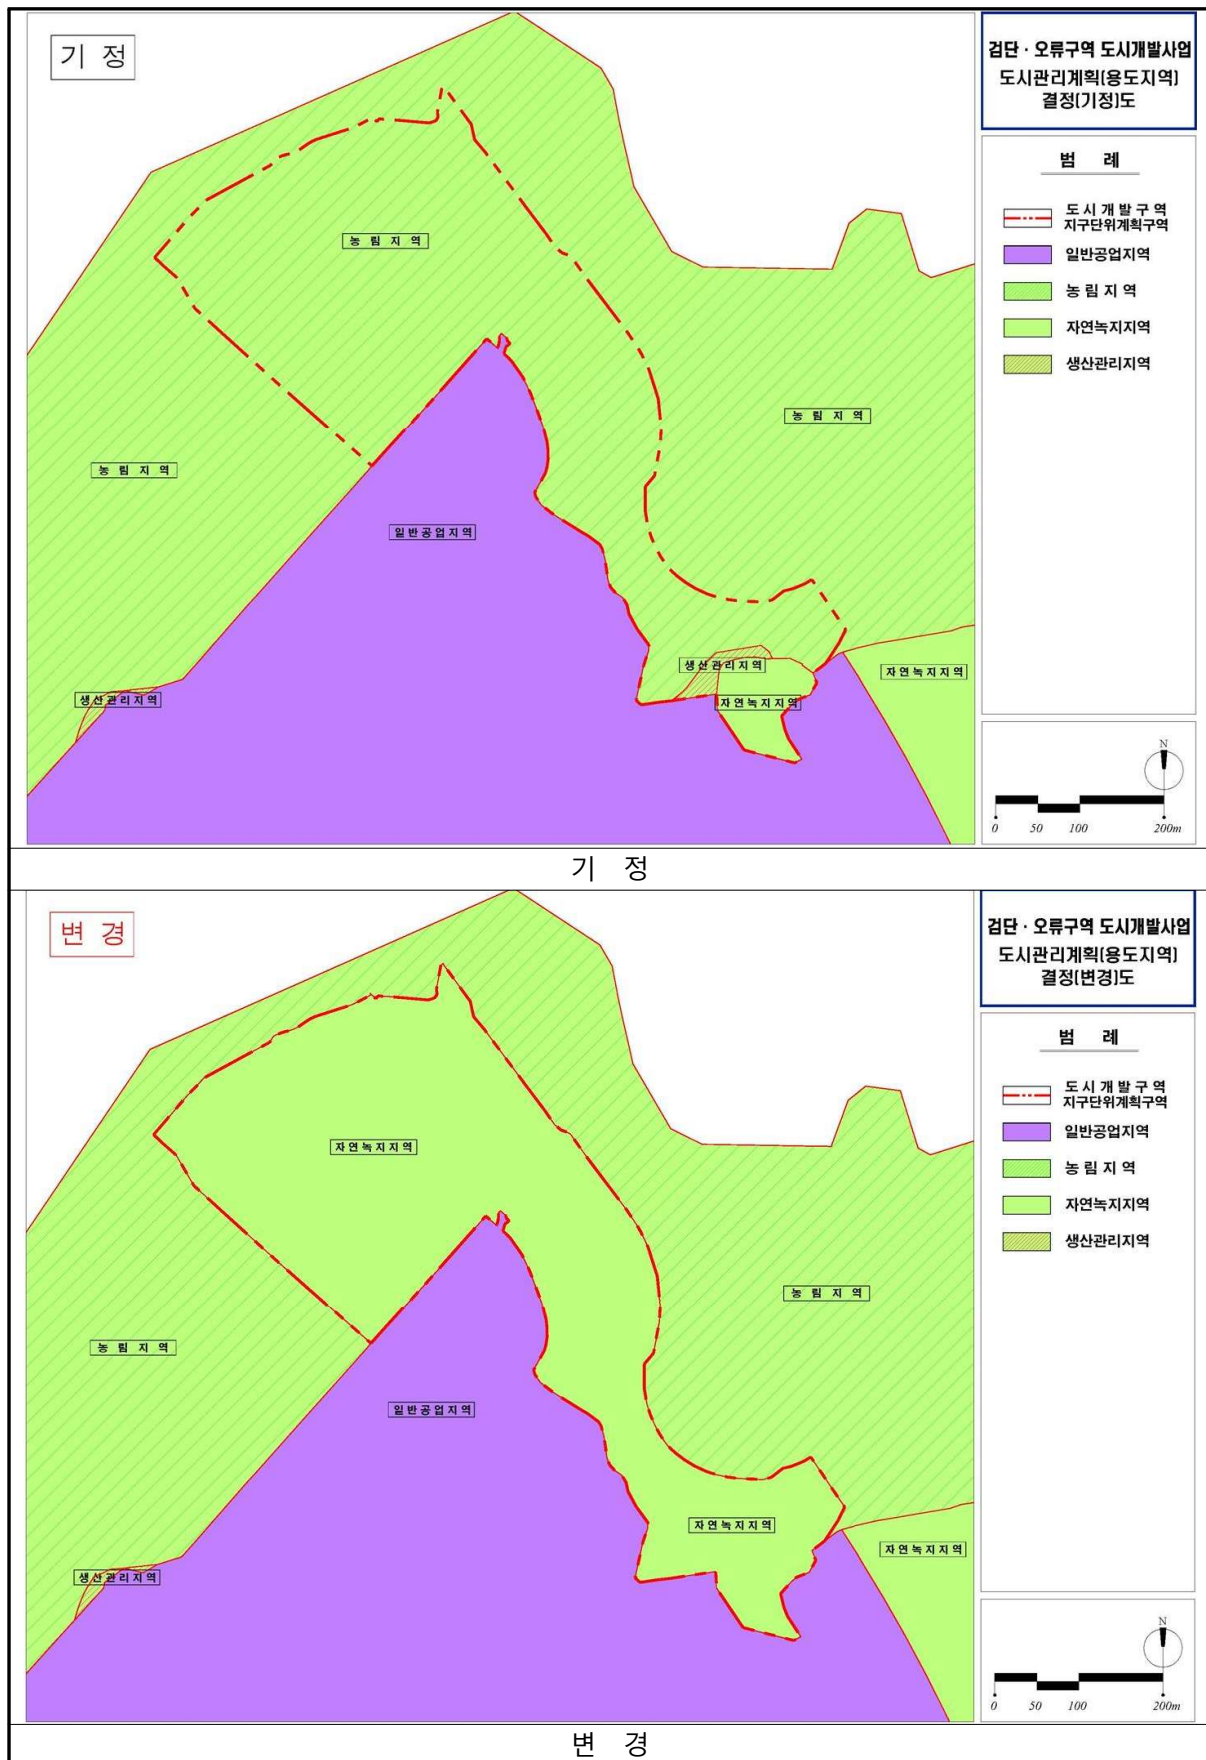 기 정
검단·오류구역 도시개발사업
도시관리계획(용도지역)
결정(기정)도
범 례
도 시 개 발 구 역
지구단위계획구역
일반공업지역
농 림 지 역
자연녹지지역
생산관리지역
농 림 지 역
농 림 지 역
농 림 지 역
일반공업지역
생산관리지역
자연녹지지역
자연녹지지역
생산관리지역
N
0 50 100 200m
기 정
변 경
검단·오류구역 도시개발사업
도시관리계획(용도지역)
결정(변경)도
범 례
도 시 개 발 구 역
지구단위계획구역
일반공업지역
농 림 지 역
자연녹지지역
생산관리지역
자연녹지지역
농 림 지 역
농 림 지 역
일반공업지역
자연녹지지역
자연녹지지역
생산관리지역
N
0 50 100 200m
변 경